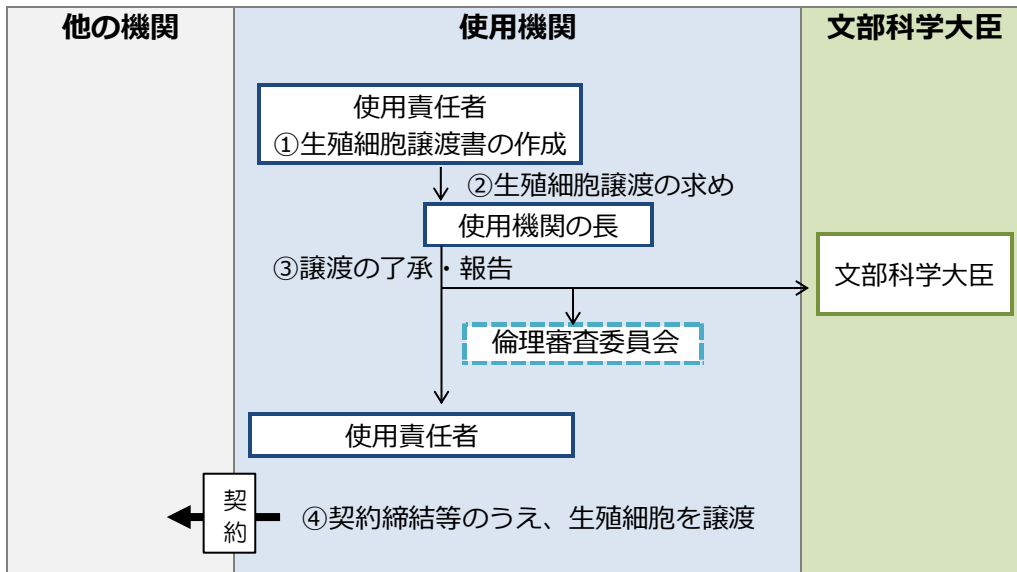 他の機関
使用機関
文部科学大臣
使用責任者
①生殖細胞譲渡書の作成
②生殖細胞譲渡の求め
使用機関の長
③譲渡の了承・報告
文部科学大臣
倫理審査委員会
使用責任者
契約
④契約締結等のうえ、生殖細胞を譲渡